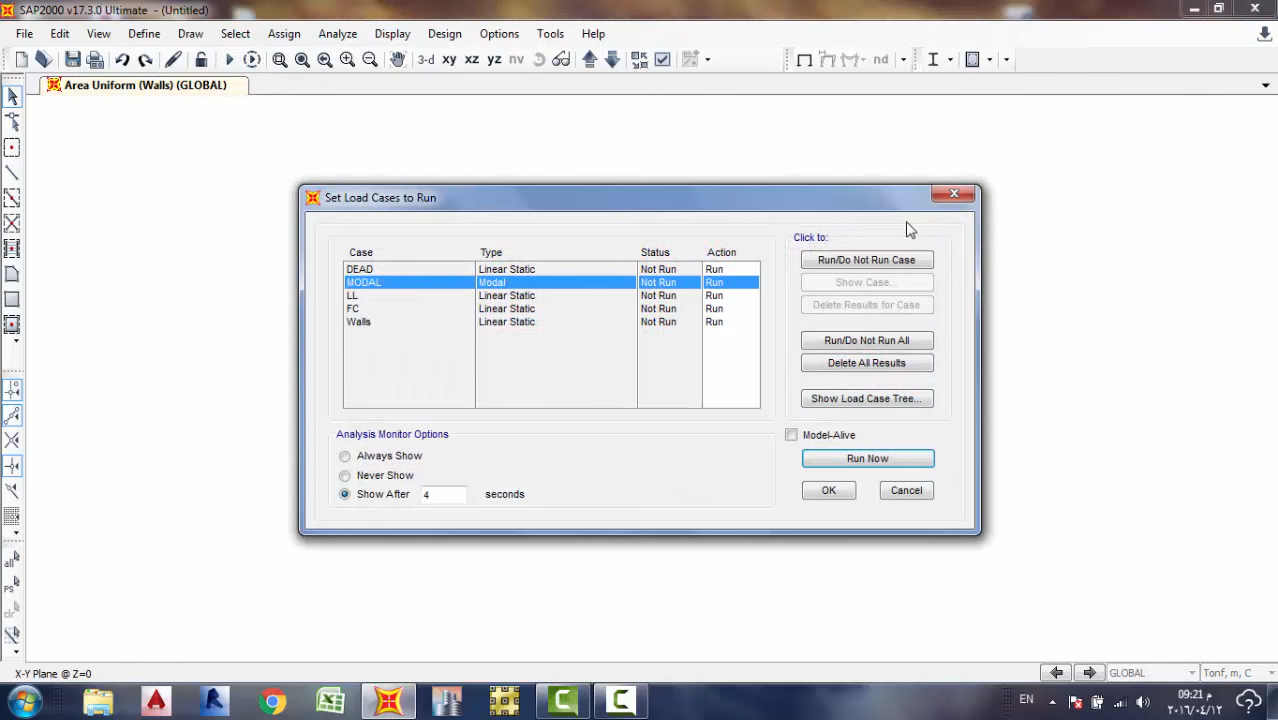 SAP2000 v17.3.0 Ultimate - (Untitled)
File Edit View Define Draw Select Assign Analyze Display Design Options Tools Help
3-d xy xz yz nv nd
Area Uniform (Walls) (GLOBAL)
Set Load Cases to Run
Click to:
Case Type Status Action
DEAD Linear Static Not Run Run
MODAL Modal Not Run Run
LL Linear Static Not Run Run
FC Linear Static Not Run Run
Walls Linear Static Not Run Run
Run/Do Not Run Case
Show Case...
Delete Results for Case
Run/Do Not Run All
Delete All Results
Show Load Case Tree...
Analysis Monitor Options
Always Show
Never Show
Show After 4 seconds
Model-Alive
Run Now
OK Cancel
all
PS
clr
X-Y Plane @ Z=0
GLOBAL Tonf, m, C
EN
09:21 م
٢٠١٦/٠٤/١٢